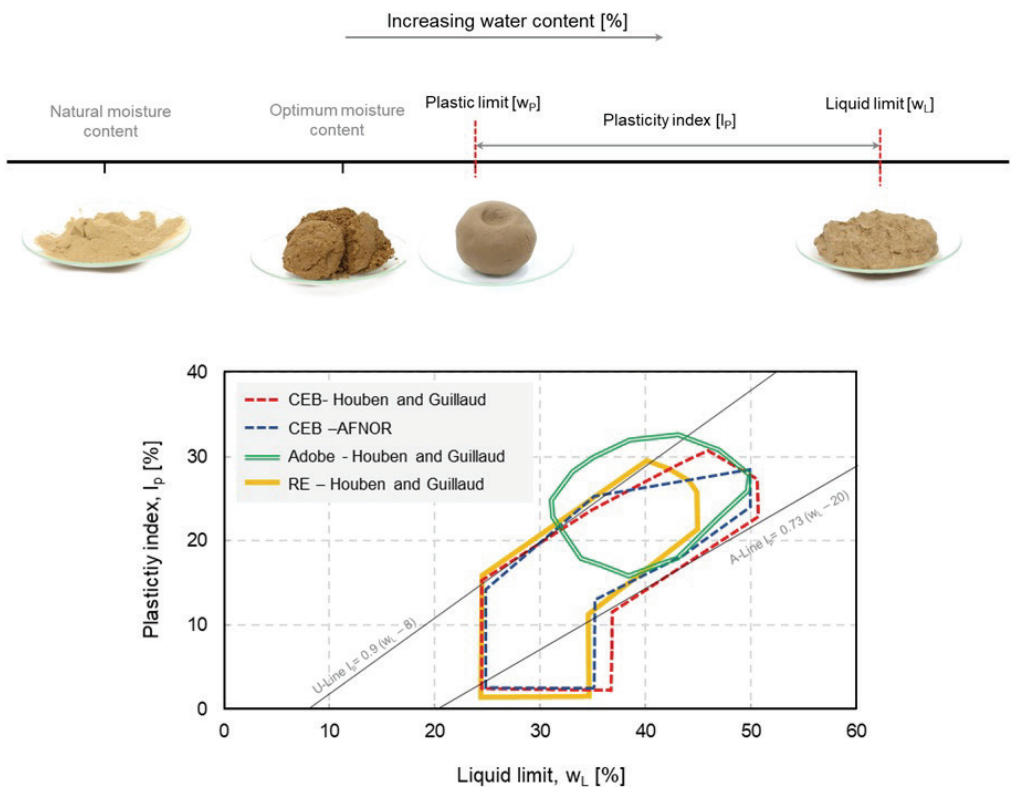 Increasing water content [%]
Natural moisture
content
Optimum moisture
content
Plastic limit [wP]
Plasticity index [IP]
Liquid limit [wL]
40
30
20
10
0
0
10
20
30
40
50
60
Plastictiy index, Ip [%]
Liquid limit, wL [%]
CEB- Houben and Guillaud
CEB –AFNOR
Adobe - Houben and Guillaud
RE – Houben and Guillaud
U-Line Ip= 0.9 (wL – 8)
A-Line Ip= 0.73 (wL – 20)